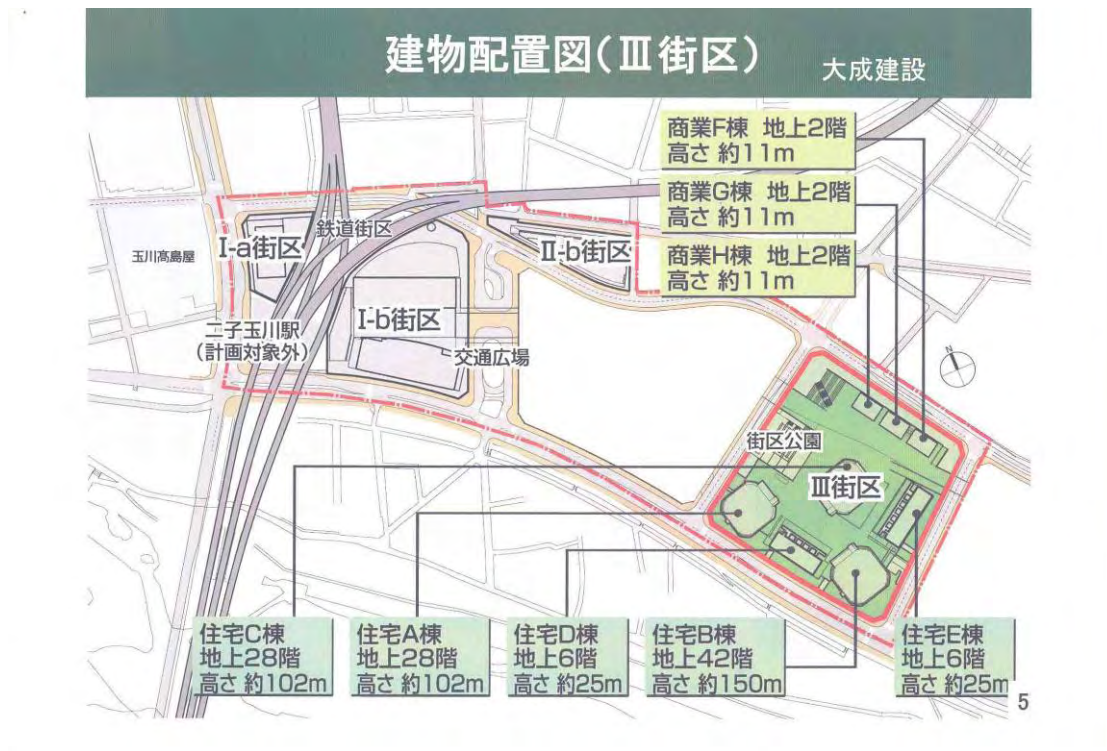 建物配置図(Ⅲ街区)
大成建設
商業F棟 地上2階
高さ 約11m
商業G棟 地上2階
高さ 約11m
商業H棟 地上2階
高さ 約11m
鉄道街区
Ⅰ-a街区
Ⅱ-b街区
玉川髙島屋
Ⅰ-b街区
二子玉川駅
(計画対象外)
交通広場
N
街区公園
Ⅲ街区
住宅C棟
地上28階
高さ 約102m
住宅A棟
地上28階
高さ 約102m
住宅D棟
地上6階
高さ 約25m
住宅B棟
地上42階
高さ 約150m
住宅E棟
地上6階
高さ 約25m
5